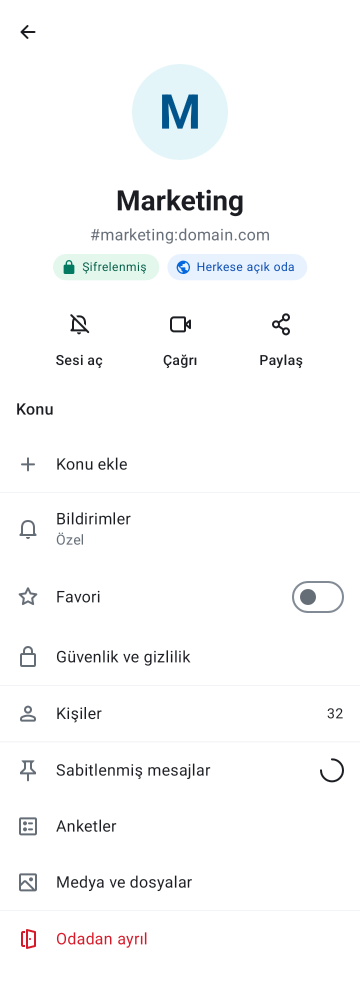 M
Marketing
#marketing:domain.com
Şifrelenmiş
Herkese açık oda
Sesi aç
Çağrı
Paylaş
Konu
Konu ekle
Bildirimler
Özel
Favori
Güvenlik ve gizlilik
Kişiler
32
Sabitlenmiş mesajlar
Anketler
Medya ve dosyalar
Odadan ayrıl